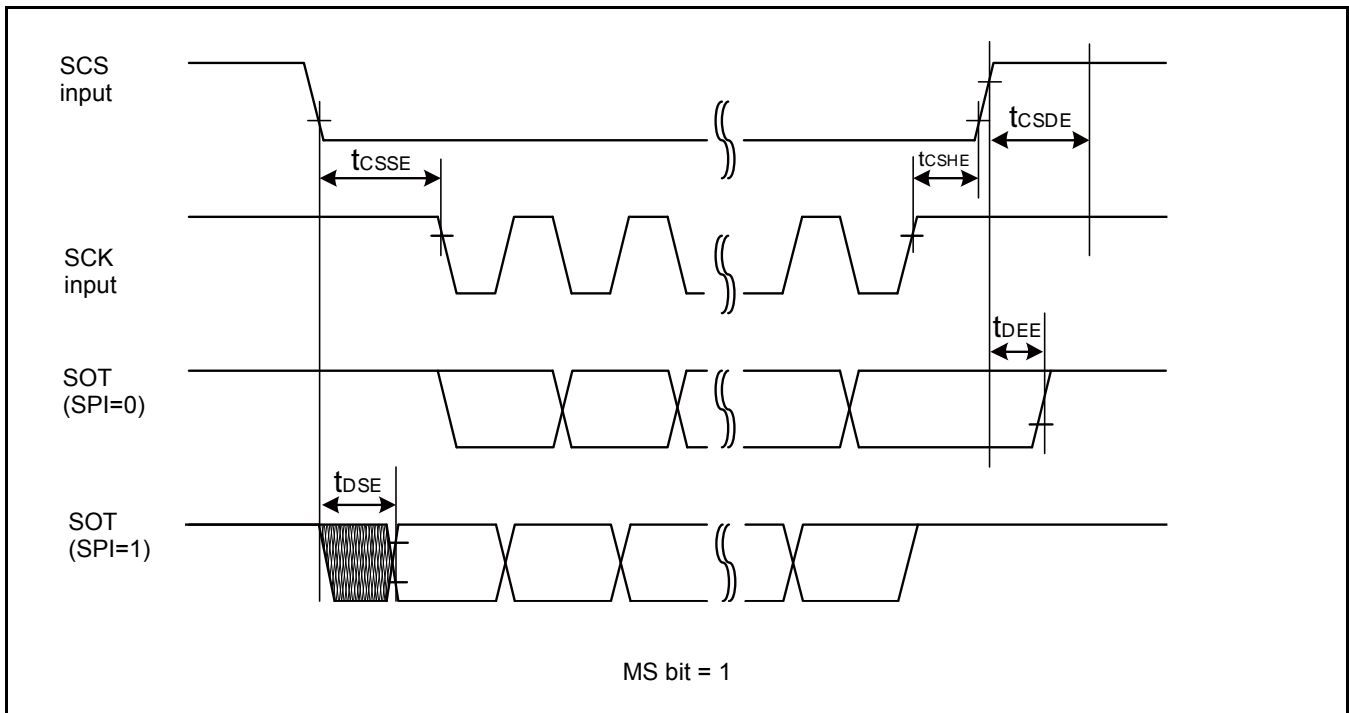 SCS
input
tCSDE
tCSSE
tCSHE
SCK
input
tDEE
SOT
(SPI=0)
tDSE
SOT
(SPI=1)
MS bit = 1